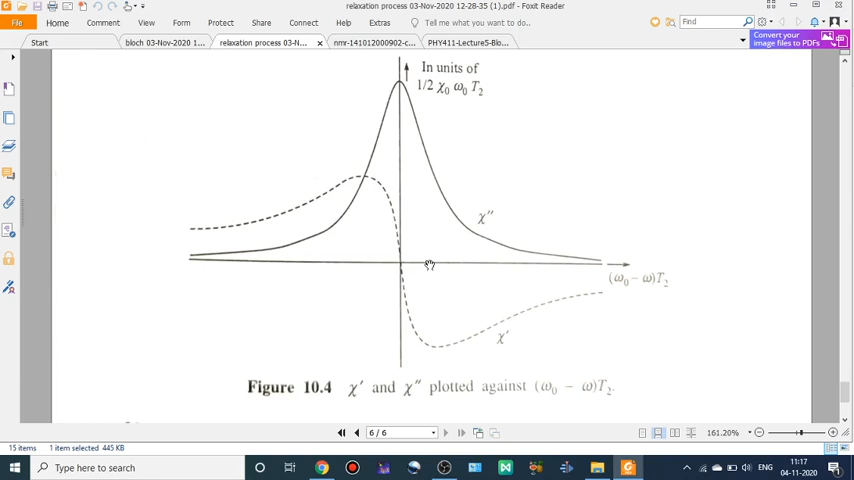 relaxation process 03-Nov-2020 12-28-35 (1).pdf - Foxit Reader
File Home Comment View Form Protect Share Connect Help Extras Tell me what you want to do... Find
Start bloch 03-Nov-2020 1... relaxation process 03-N... × nmr-141012000902-c... PHY411-Lecture5-Blo...
Convert your
image files to PDFs
In units of
1/2 χ₀ ω₀ T₂
χ″
(ω₀ − ω)T₂
χ′
Figure 10.4 χ′ and χ″ plotted against (ω₀ − ω)T₂.
6 / 6 161.20%
15 items 1 item selected 445 KB
Type here to search ENG 11:17
04-11-2020